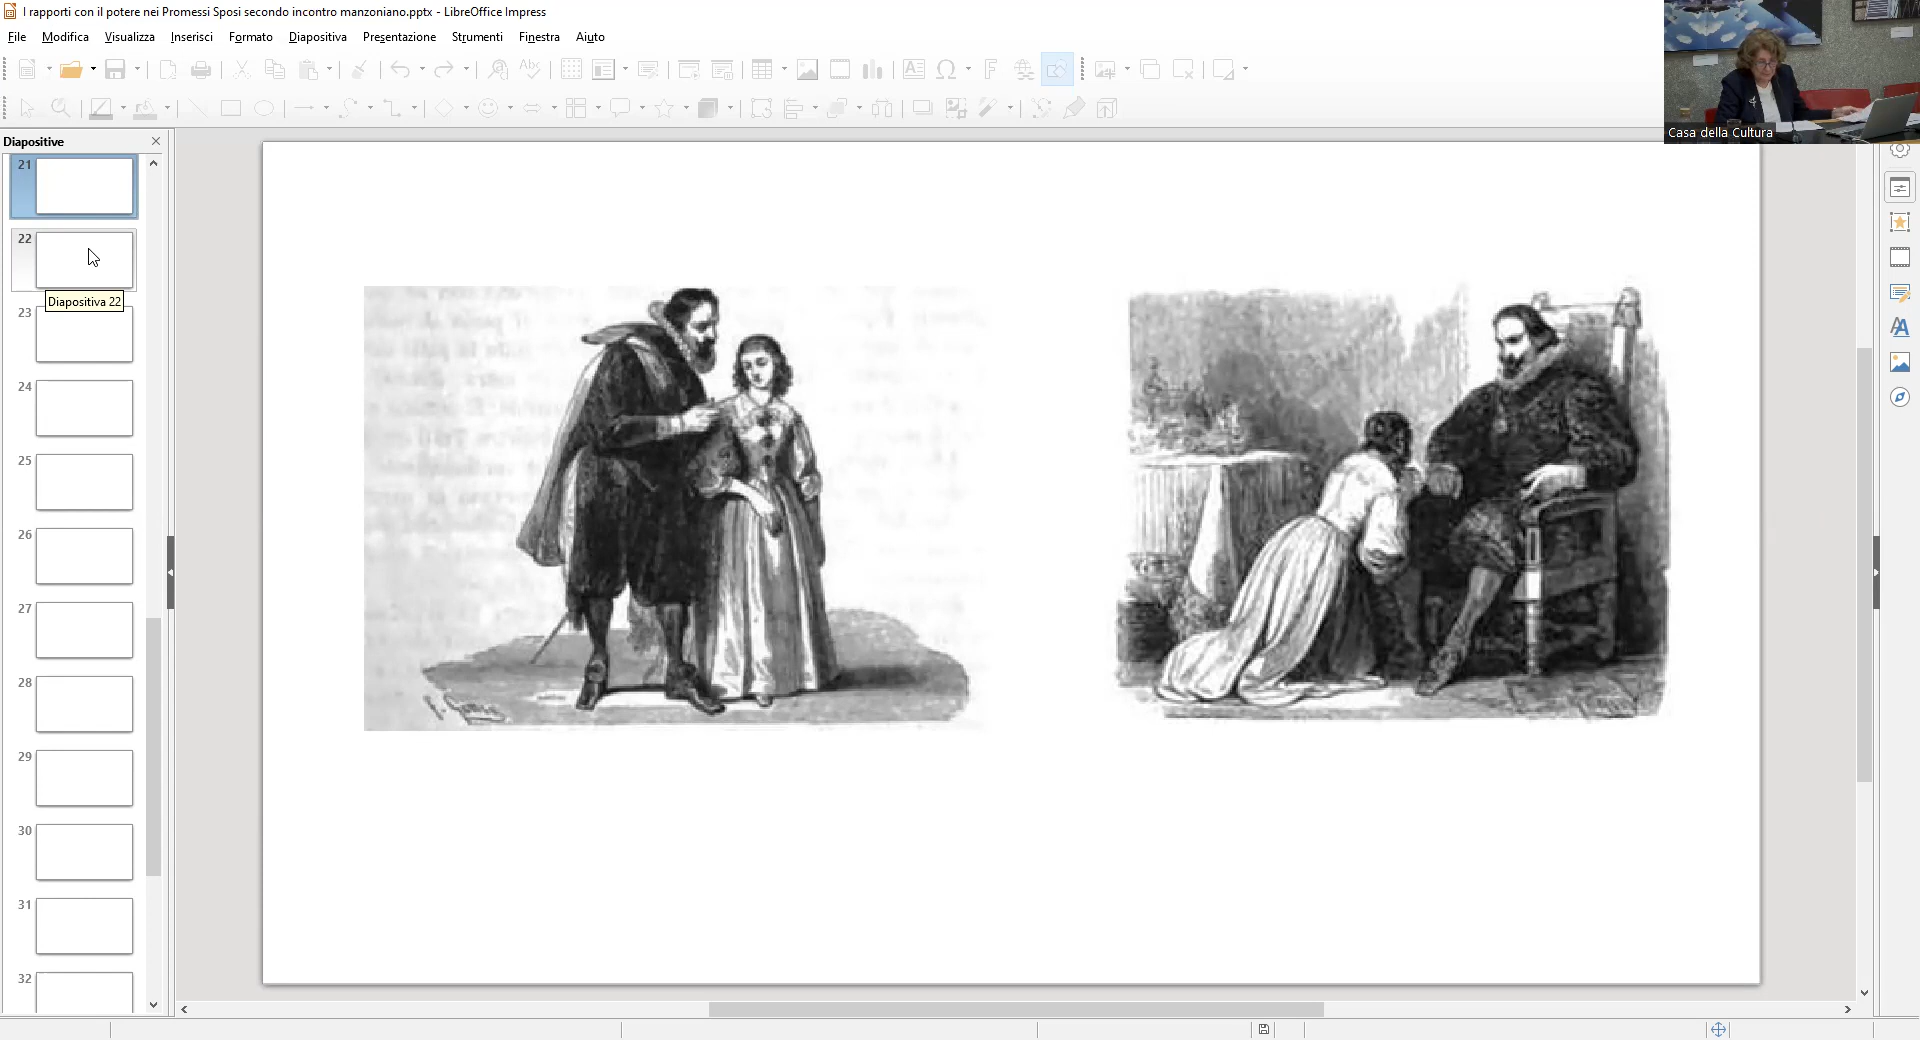 I rapporti con il potere nei Promessi Sposi secondo incontro manzoniano.pptx - LibreOffice Impress
File Modifica Visualizza Inserisci Formato Diapositiva Presentazione Strumenti Finestra Aiuto
Casa della Cultura
Diapositive
21
22
Diapositiva 22
23
24
25
26
27
28
29
30
31
32